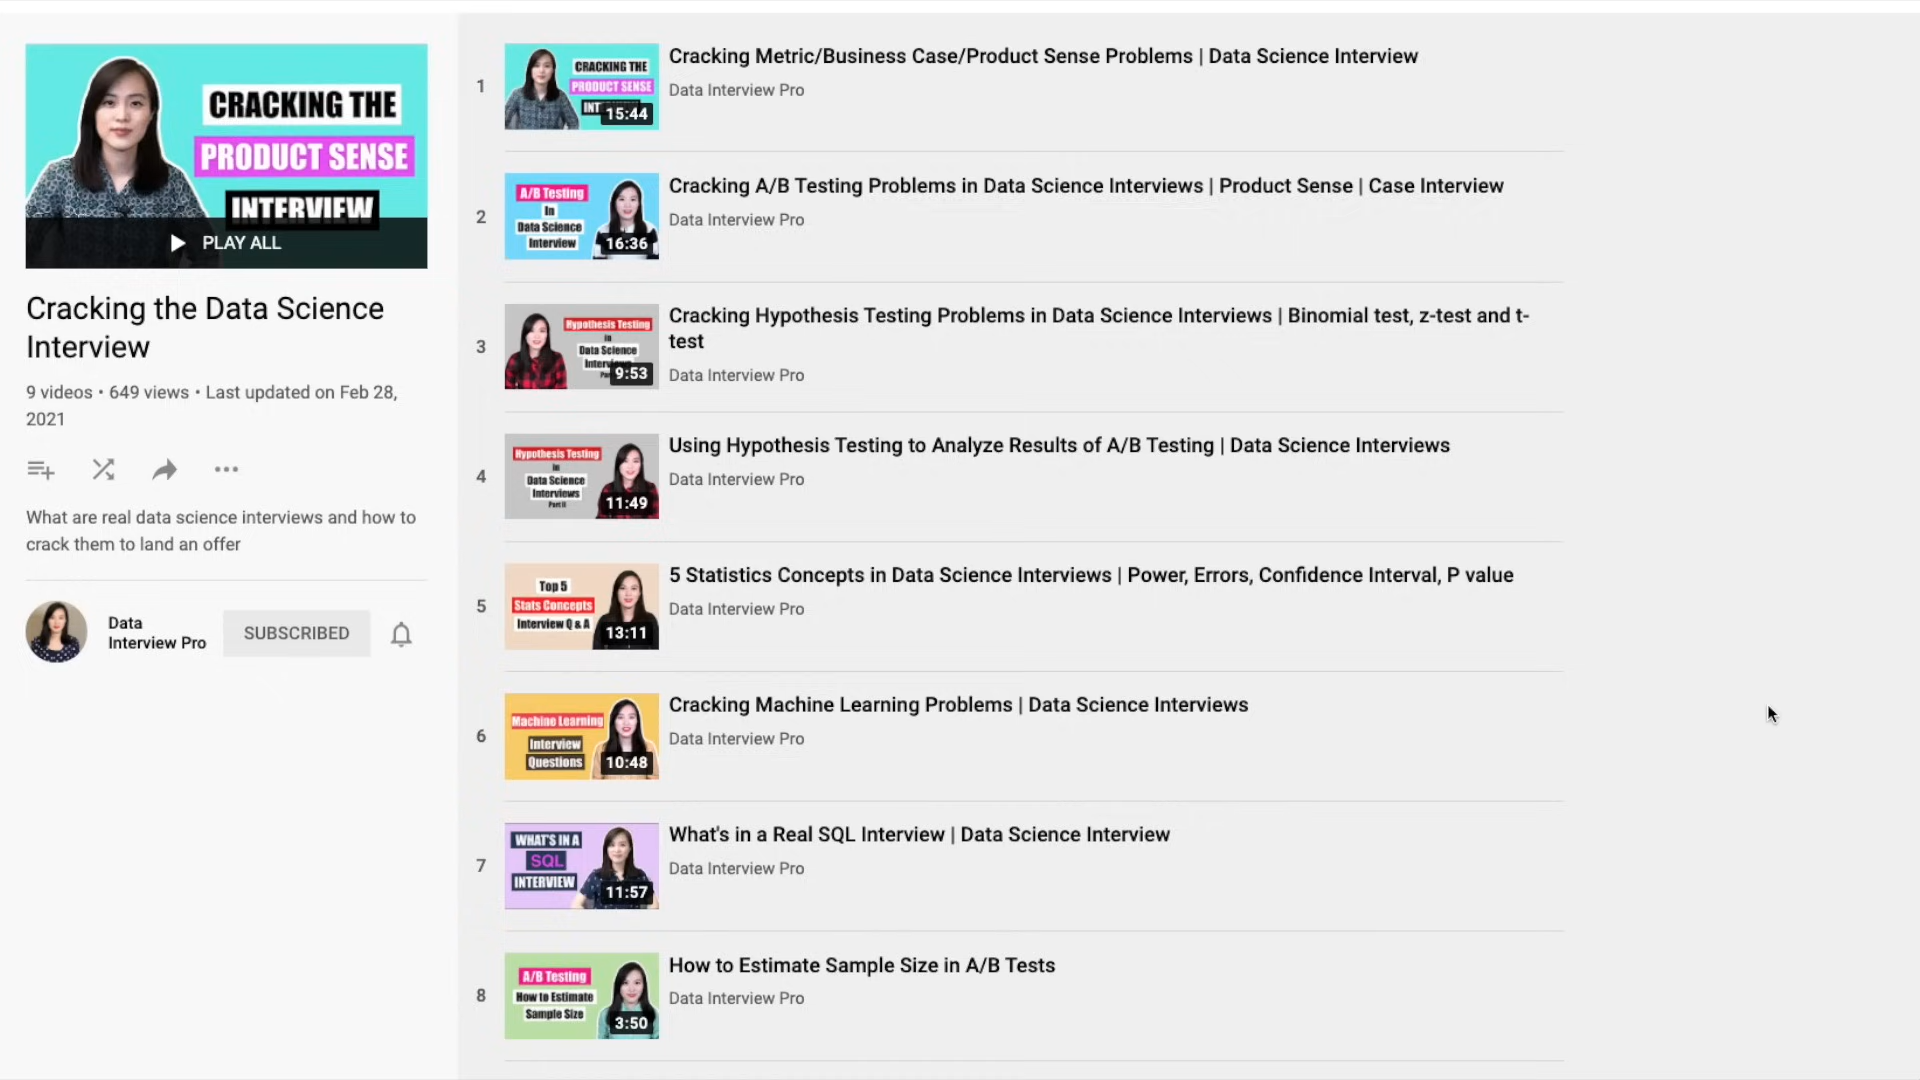 CRACKING THE
PRODUCT SENSE
INTERVIEW
PLAY ALL
Cracking the Data Science
Interview
9 videos • 649 views • Last updated on Feb 28,
2021
What are real data science interviews and how to
crack them to land an offer
Data
Interview Pro
SUBSCRIBED
1
CRACKING THE
PRODUCT SENSE
15:44
Cracking Metric/Business Case/Product Sense Problems | Data Science Interview
Data Interview Pro
2
A/B Testing
In
Data Science
Interview
16:36
Cracking A/B Testing Problems in Data Science Interviews | Product Sense | Case Interview
Data Interview Pro
3
Hypothesis Testing
in
Data Science
9:53
Cracking Hypothesis Testing Problems in Data Science Interviews | Binomial test, z-test and t-
test
Data Interview Pro
4
Hypothesis Testing
in
Data Science
Interviews
Part II
11:49
Using Hypothesis Testing to Analyze Results of A/B Testing | Data Science Interviews
Data Interview Pro
5
Top 5
Stats Concepts
Interview Q & A
13:11
5 Statistics Concepts in Data Science Interviews | Power, Errors, Confidence Interval, P value
Data Interview Pro
6
Machine Learning
Interview
Questions
10:48
Cracking Machine Learning Problems | Data Science Interviews
Data Interview Pro
7
WHAT'S IN A
SQL
INTERVIEW
11:57
What's in a Real SQL Interview | Data Science Interview
Data Interview Pro
8
A/B Testing
How to Estimate
Sample Size
3:50
How to Estimate Sample Size in A/B Tests
Data Interview Pro